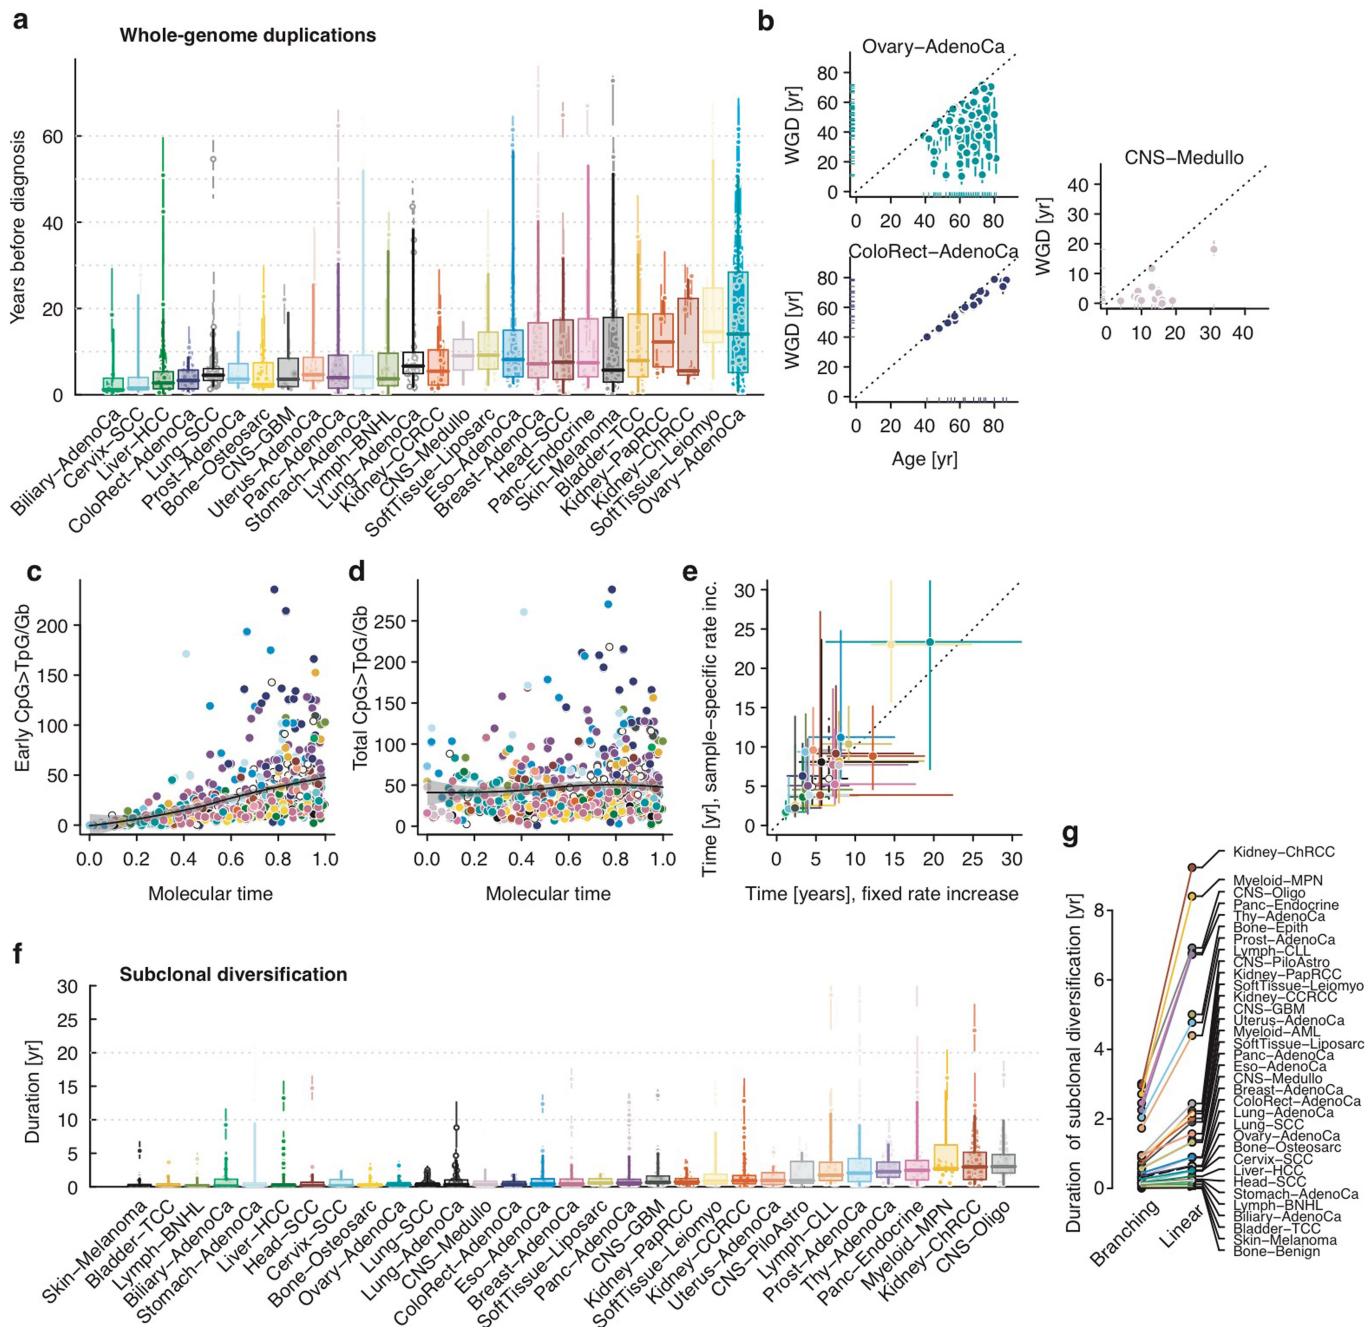 a
Whole-genome duplications
Years before diagnosis
60
40
20
0
Biliary−AdenoCa
Cervix−SCC
Liver−HCC
ColoRect−AdenoCa
Lung−SCC
Prost−AdenoCa
Bone−Osteosarc
CNS−GBM
Uterus−AdenoCa
Panc−AdenoCa
Stomach−AdenoCa
Lymph−BNHL
Lung−AdenoCa
Kidney−CCRCC
CNS−Medullo
SoftTissue−Liposarc
Eso−AdenoCa
Breast−AdenoCa
Head−SCC
Panc−Endocrine
Skin−Melanoma
Bladder−TCC
Kidney−PapRCC
Kidney−ChRCC
SoftTissue−Leiomyo
Ovary−AdenoCa
b
Ovary−AdenoCa
WGD [yr]
80
60
40
20
0
0 20 40 60 80
ColoRect−AdenoCa
WGD [yr]
80
60
40
20
0
0 20 40 60 80
Age [yr]
CNS−Medullo
WGD [yr]
40
30
20
10
0
0 10 20 30 40
c
Early CpG>TpG/Gb
200
150
100
50
0
0.0 0.2 0.4 0.6 0.8 1.0
Molecular time
d
Total CpG>TpG/Gb
250
200
150
100
50
0
0.0 0.2 0.4 0.6 0.8 1.0
Molecular time
e
Time [yr], sample−specific rate inc.
30
25
20
15
10
5
0
0 5 10 15 20 25 30
Time [years], fixed rate increase
f
Subclonal diversification
Duration [yr]
30
25
20
15
10
5
0
Skin−Melanoma
Bladder−TCC
Lymph−BNHL
Biliary−AdenoCa
Stomach−AdenoCa
Liver−HCC
Head−SCC
Cervix−SCC
Bone−Osteosarc
Ovary−AdenoCa
Lung−SCC
Lung−AdenoCa
CNS−Medullo
ColoRect−AdenoCa
Eso−AdenoCa
Breast−AdenoCa
SoftTissue−Liposarc
Panc−AdenoCa
CNS−GBM
Kidney−PapRCC
SoftTissue−Leiomyo
Kidney−CCRCC
Uterus−AdenoCa
CNS−PiloAstro
Lymph−CLL
Prost−AdenoCa
Thy−AdenoCa
Panc−Endocrine
Myeloid−MPN
Kidney−ChRCC
CNS−Oligo
g
Duration of subclonal diversification [yr]
8
6
4
2
0
Branching
Linear
Kidney−ChRCC
Myeloid−MPN
CNS−Oligo
Panc−Endocrine
Thy−AdenoCa
Bone−Epith
Prost−AdenoCa
Lymph−CLL
CNS−PiloAstro
Kidney−PapRCC
SoftTissue−Leiomyo
Kidney−CCRCC
CNS−GBM
Uterus−AdenoCa
Myeloid−AML
SoftTissue−Liposarc
Panc−AdenoCa
Eso−AdenoCa
CNS−Medullo
Breast−AdenoCa
ColoRect−AdenoCa
Lung−AdenoCa
Lung−SCC
Ovary−AdenoCa
Bone−Osteosarc
Cervix−SCC
Liver−HCC
Head−SCC
Stomach−AdenoCa
Lymph−BNHL
Biliary−AdenoCa
Bladder−TCC
Skin−Melanoma
Bone−Benign